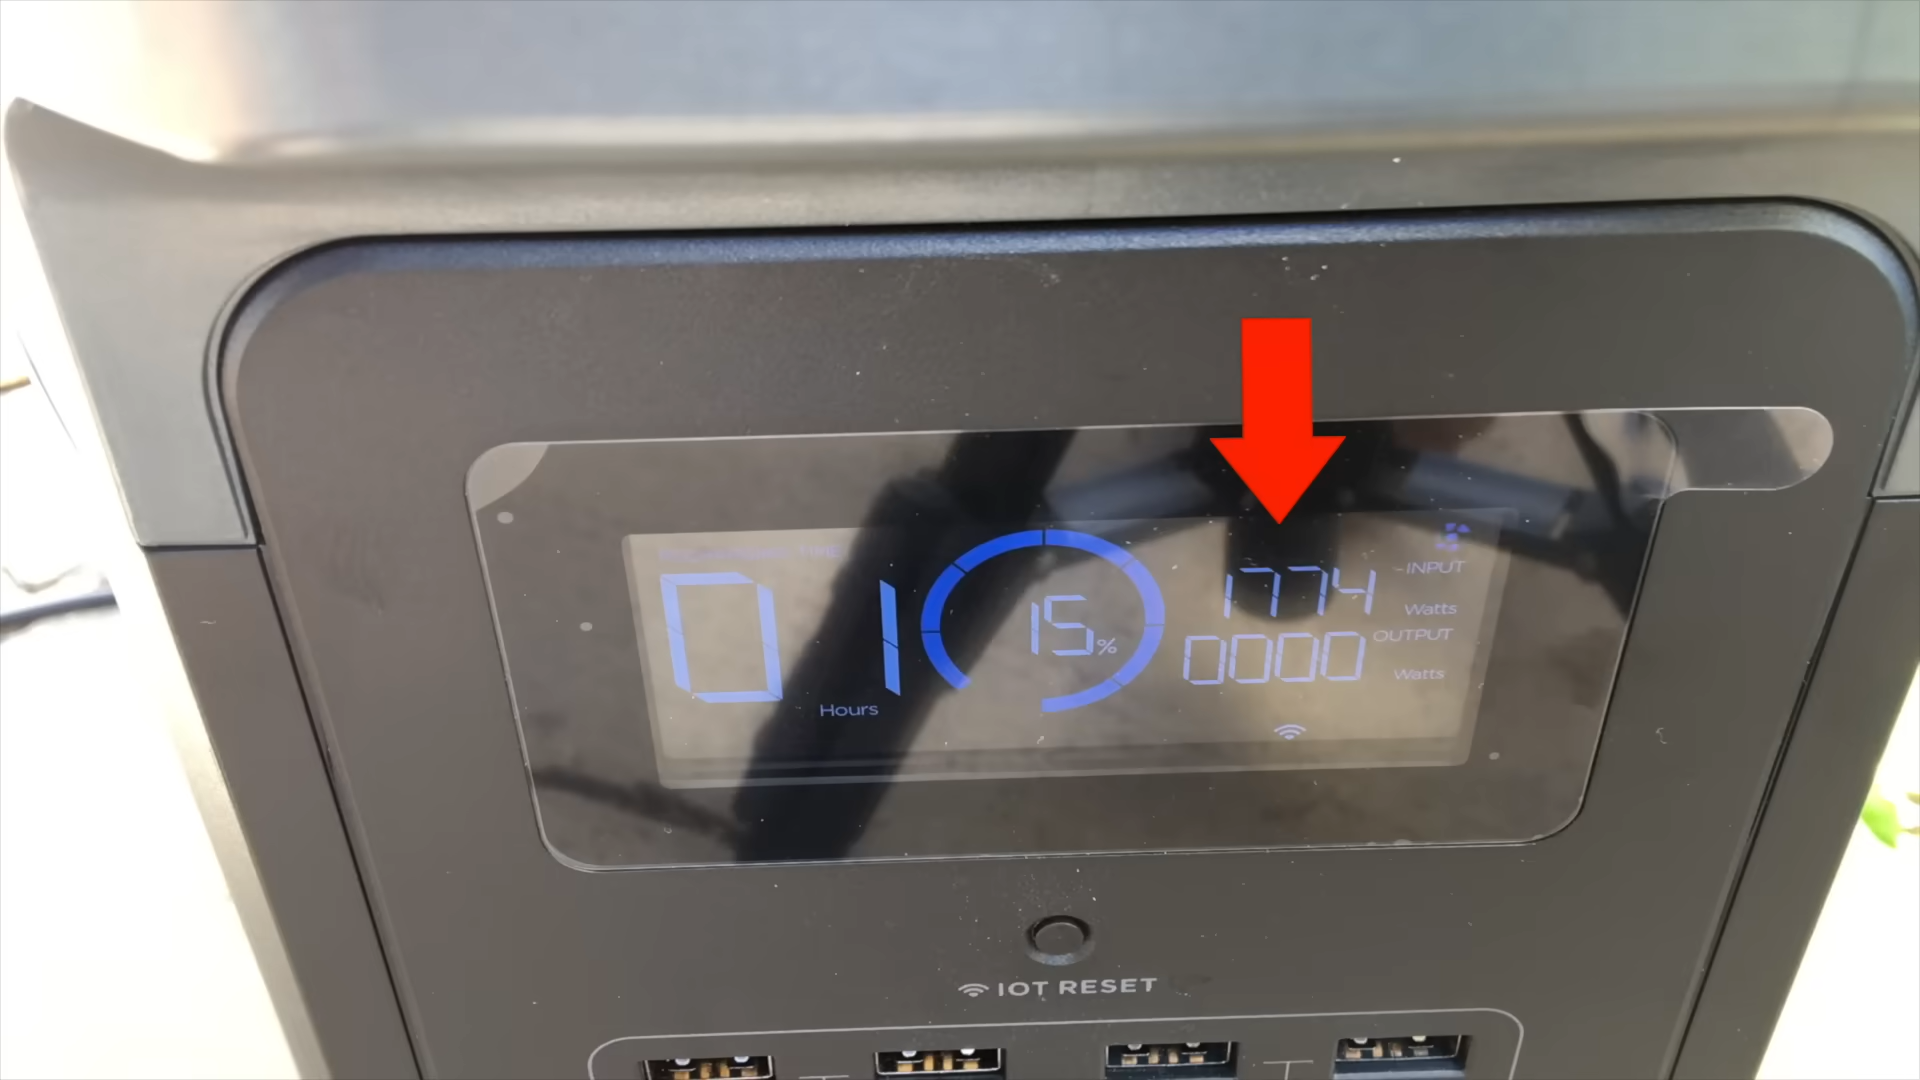 01
Hours
15%
1774 INPUT
Watts
0000 OUTPUT
Watts
IOT RESET